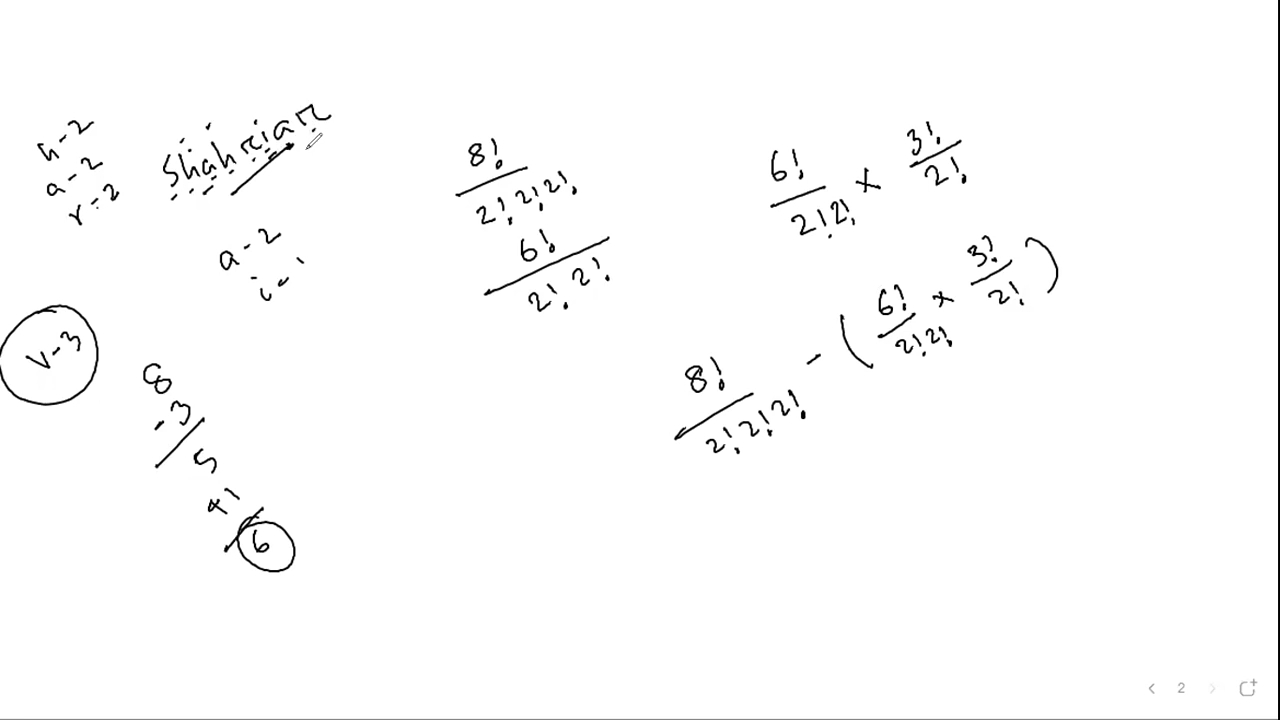 h-2
a-2
r-2
Shahriar
a-2
i-1
V-3
8
-3
5
+1
6
8!
2! 2! 2!
6!
2! 2!
6! × 3!
2! 2! 2!
8! - ( 6! × 3! )
2! 2! 2! 2! 2! 2!
2